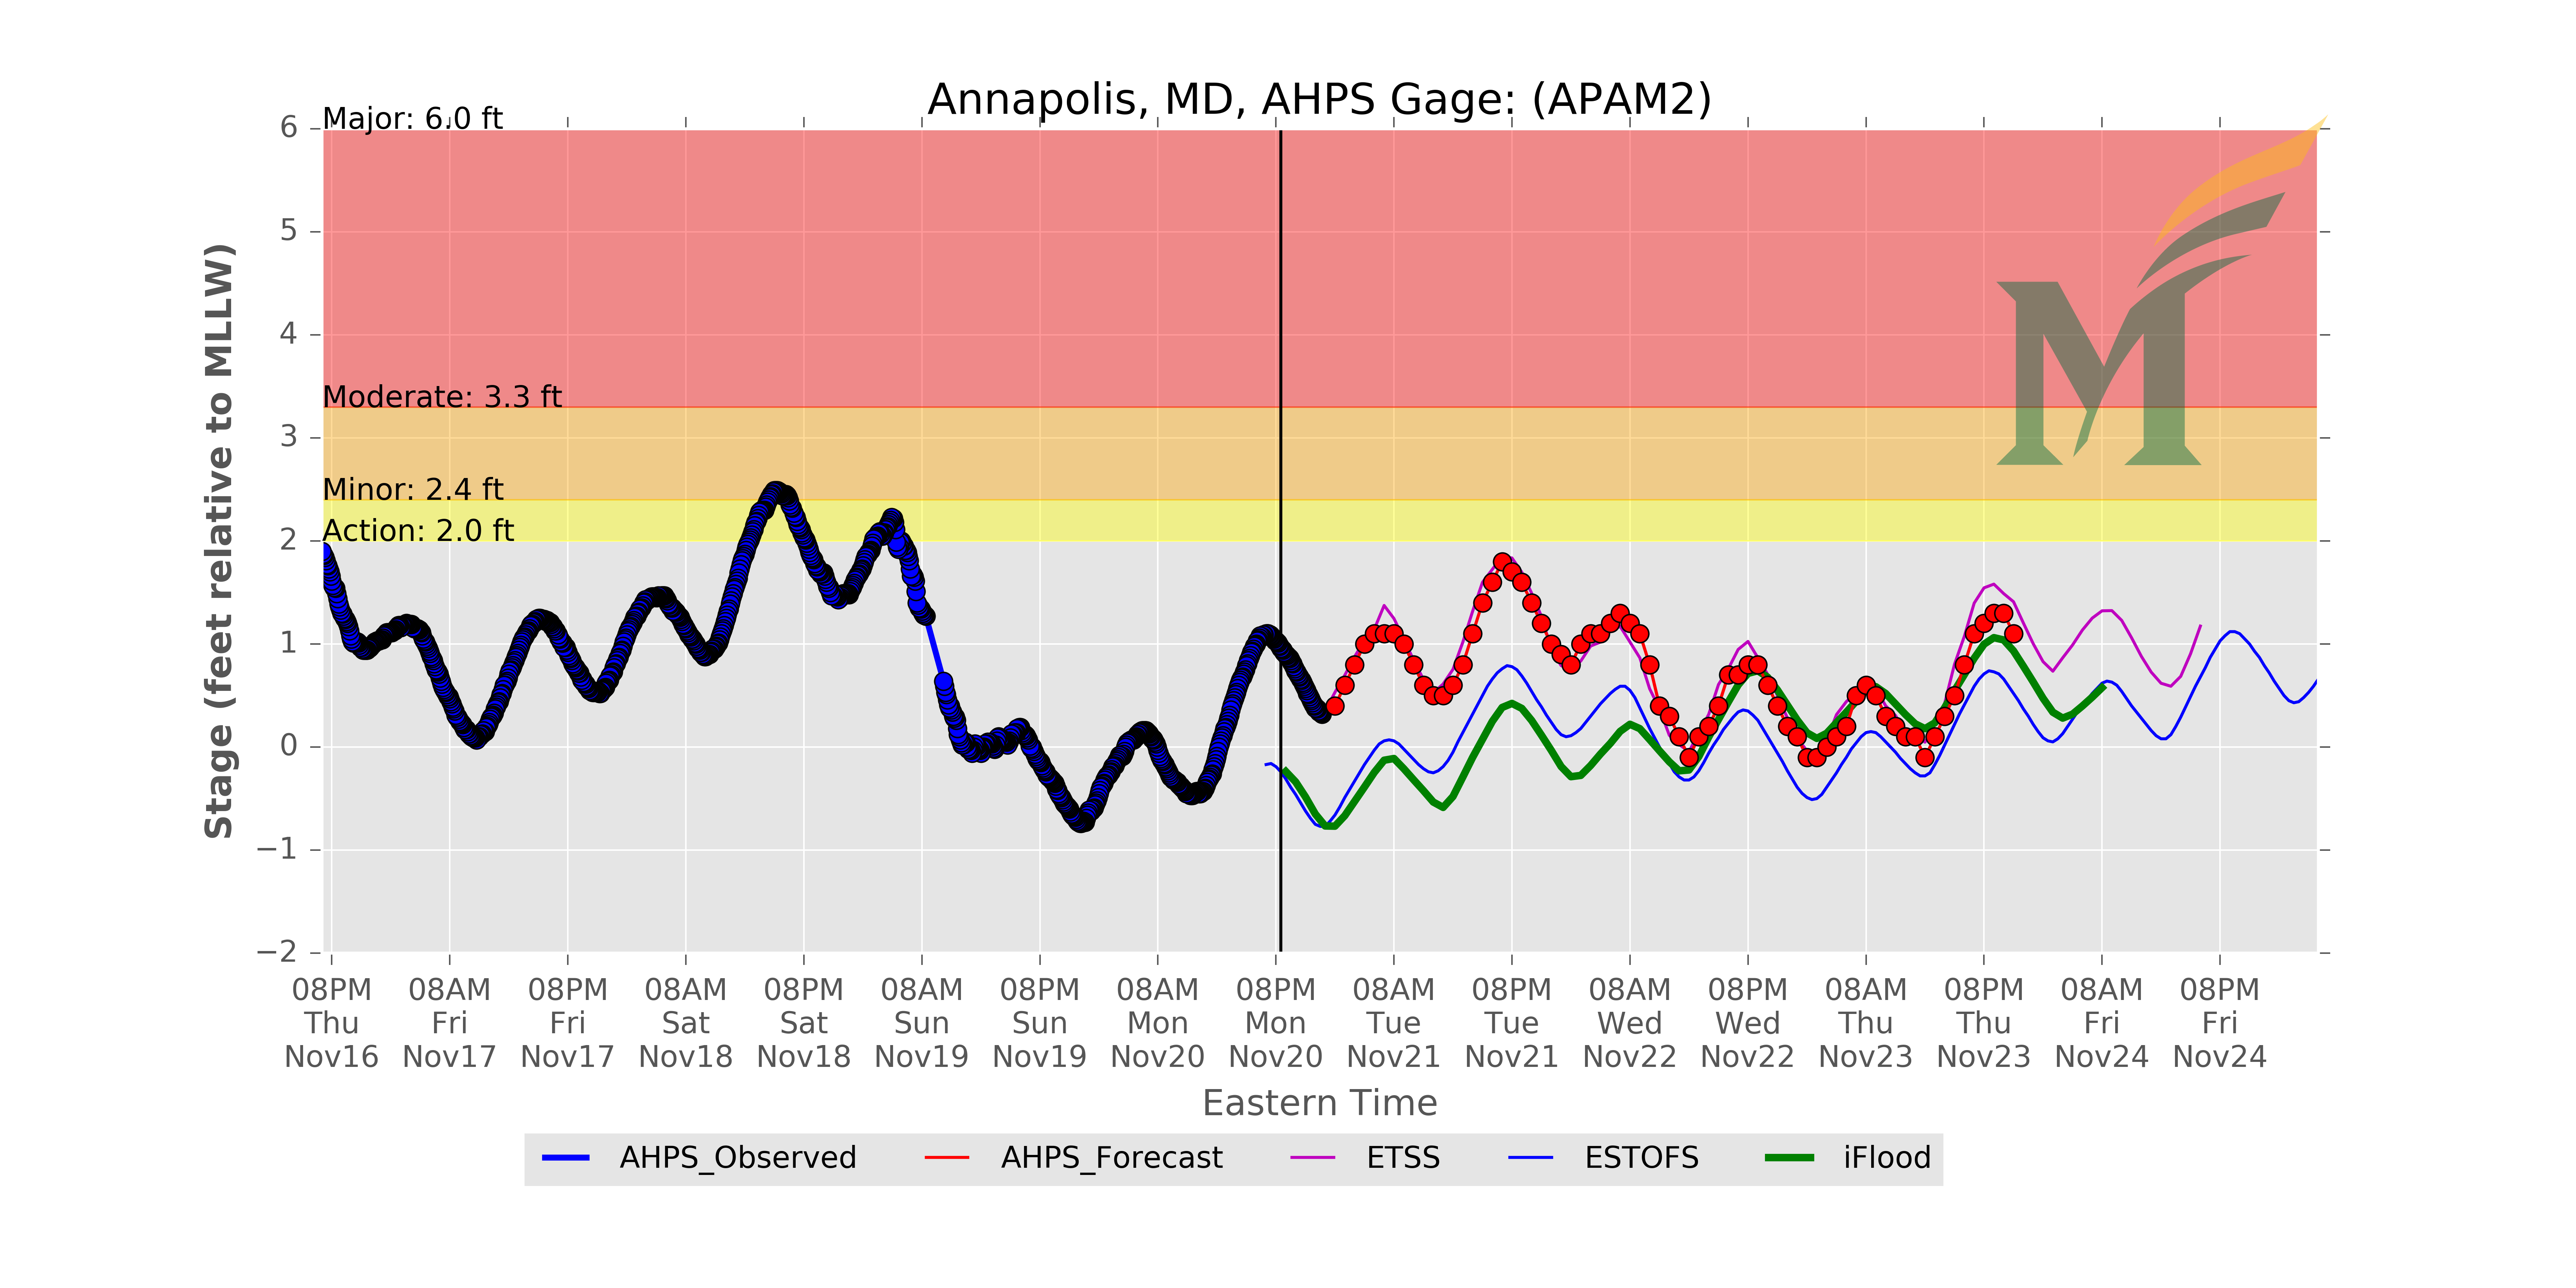 Annapolis, MD, AHPS Gage: (APAM2)
Major: 6.0 ft
Moderate: 3.3 ft
Minor: 2.4 ft
Action: 2.0 ft
Stage (feet relative to MLLW)
6
5
4
3
2
1
0
−1
−2
08PM 08AM 08PM 08AM 08PM 08AM 08PM 08AM 08PM 08AM 08PM 08AM 08PM 08AM 08PM 08AM 08PM
Thu Fri Fri Sat Sat Sun Sun Mon Mon Tue Tue Wed Wed Thu Thu Fri Fri
Nov16 Nov17 Nov17 Nov18 Nov18 Nov19 Nov19 Nov20 Nov20 Nov21 Nov21 Nov22 Nov22 Nov23 Nov23 Nov24 Nov24
Eastern Time
AHPS_Observed AHPS_Forecast ETSS ESTOFS iFlood
M